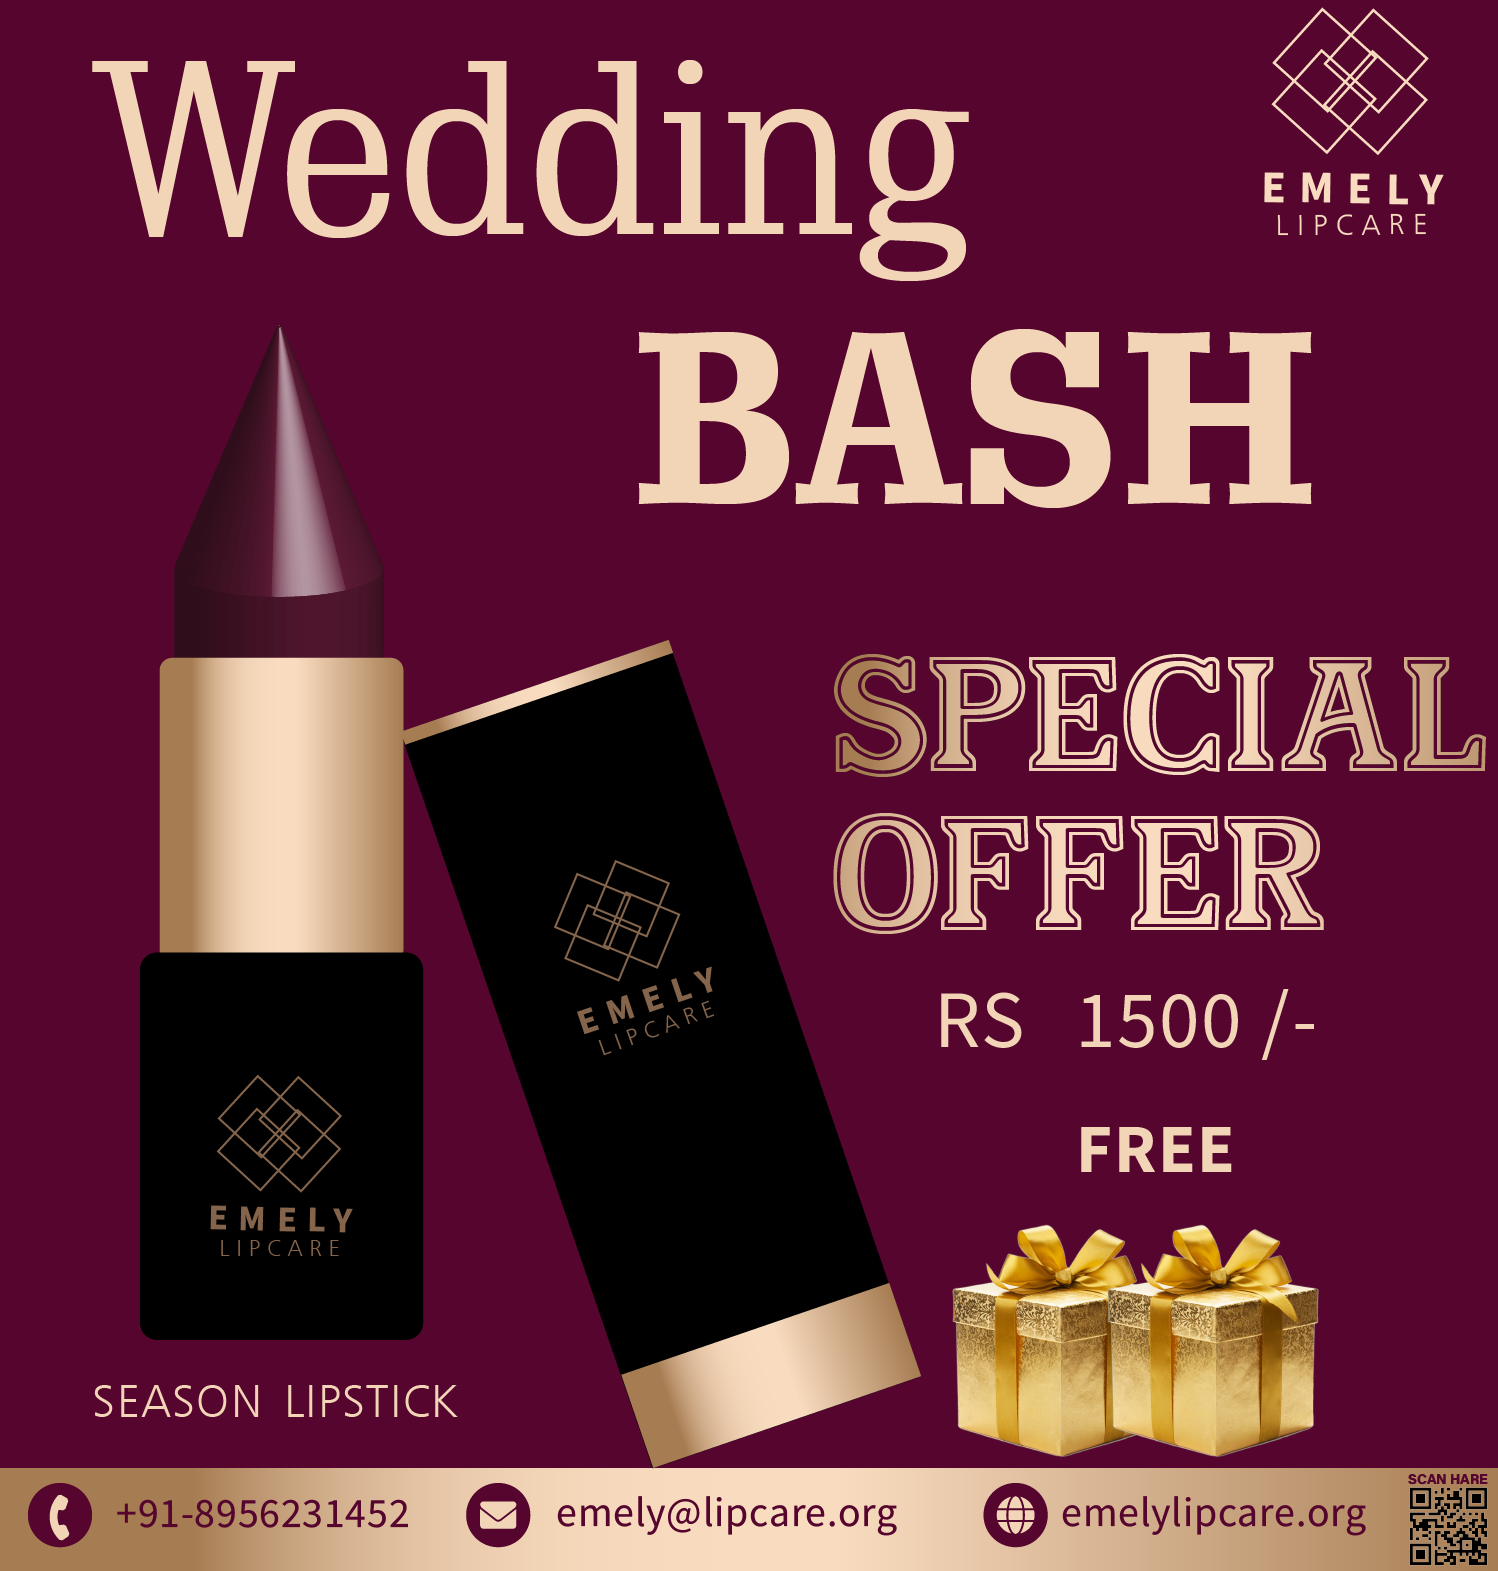 Wedding
EMELY
LIPCARE
BASH
SPECIAL
OFFER
RS 1500 /-
FREE
EMELY
LIPCARE
EMELY
LIPCARE
SEASON LIPSTICK
+91-8956231452
emely@lipcare.org
emelylipcare.org
SCAN HARE